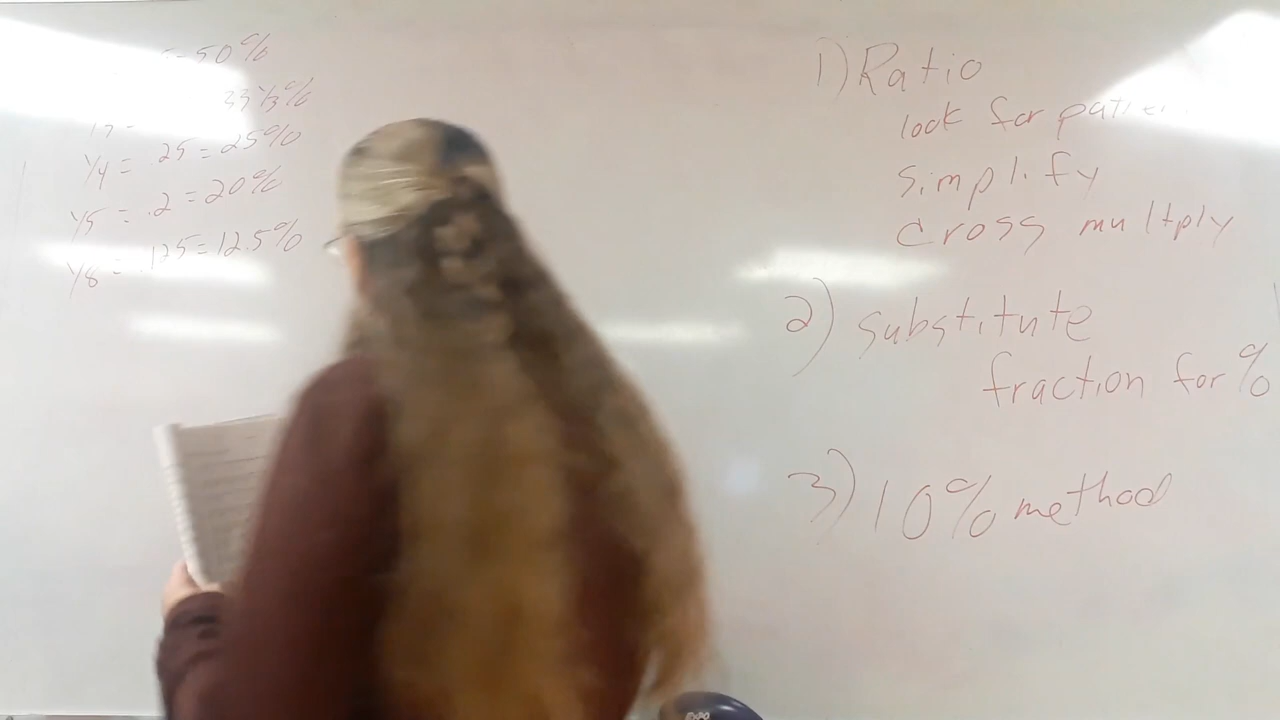 50%
33 1/3%
1/4 = .25 = 25%
1/5 = .2 = 20%
1/8 = .125 = 12.5%
1) Ratio
look for
simplify
cross multply
2) substitute
fraction for %
3) 10% method
EXPO